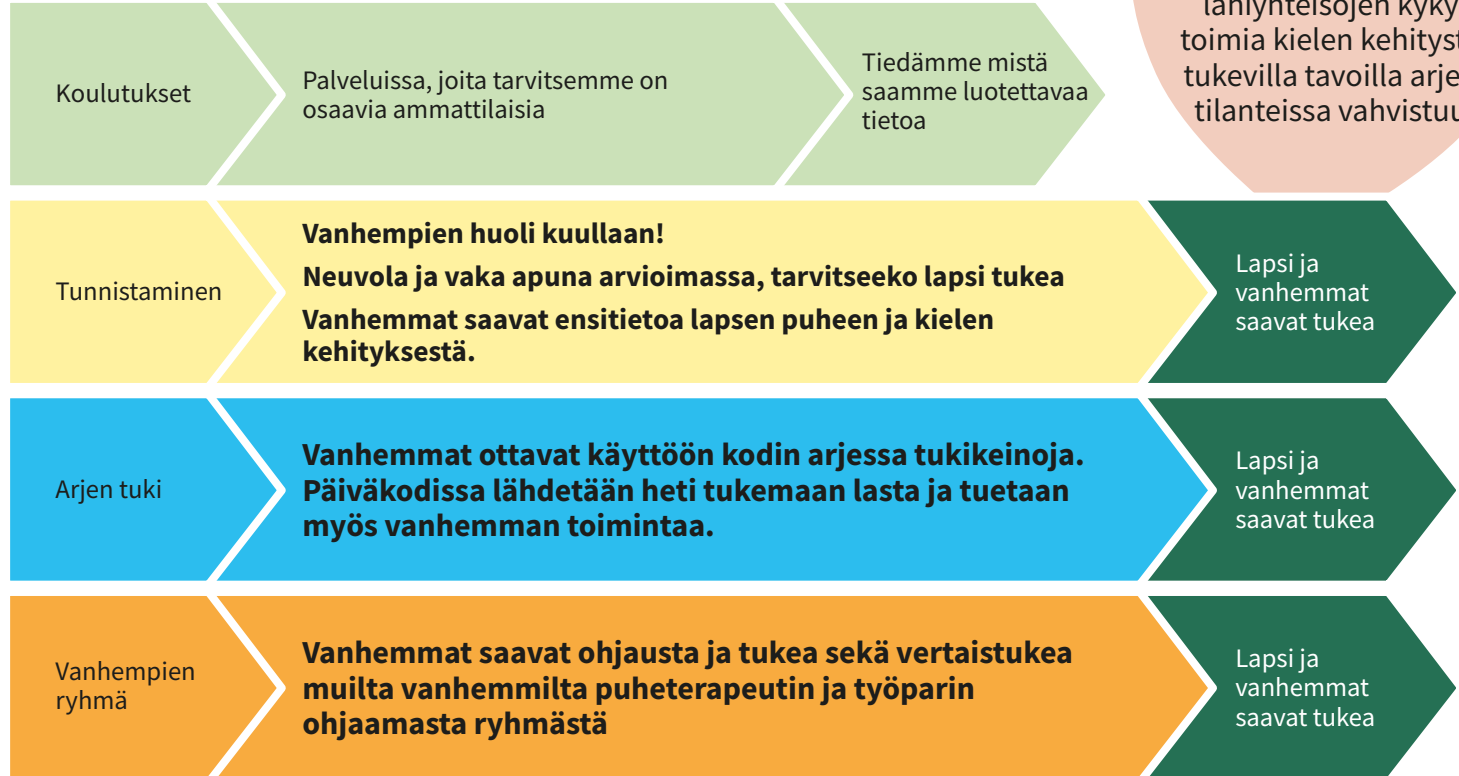 lähiyhteisöjen kyky
toimia kielen kehityst
tukevilla tavoilla arje
tilanteissa vahvistuu
Koulutukset
Palveluissa, joita tarvitsemme on
osaavia ammattilaisia
Tiedämme mistä
saamme luotettavaa
tietoa
Tunnistaminen
Vanhempien huoli kuullaan!
Neuvola ja vaka apuna arvioimassa, tarvitseeko lapsi tukea
Vanhemmat saavat ensitietoa lapsen puheen ja kielen
kehityksestä.
Lapsi ja
vanhemmat
saavat tukea
Arjen tuki
Vanhemmat ottavat käyttöön kodin arjessa tukikeinoja.
Päiväkodissa lähdetään heti tukemaan lasta ja tuetaan
myös vanhemman toimintaa.
Lapsi ja
vanhemmat
saavat tukea
Vanhempien
ryhmä
Vanhemmat saavat ohjausta ja tukea sekä vertaistukea
muilta vanhemmilta puheterapeutin ja työparin
ohjaamasta ryhmästä
Lapsi ja
vanhemmat
saavat tukea